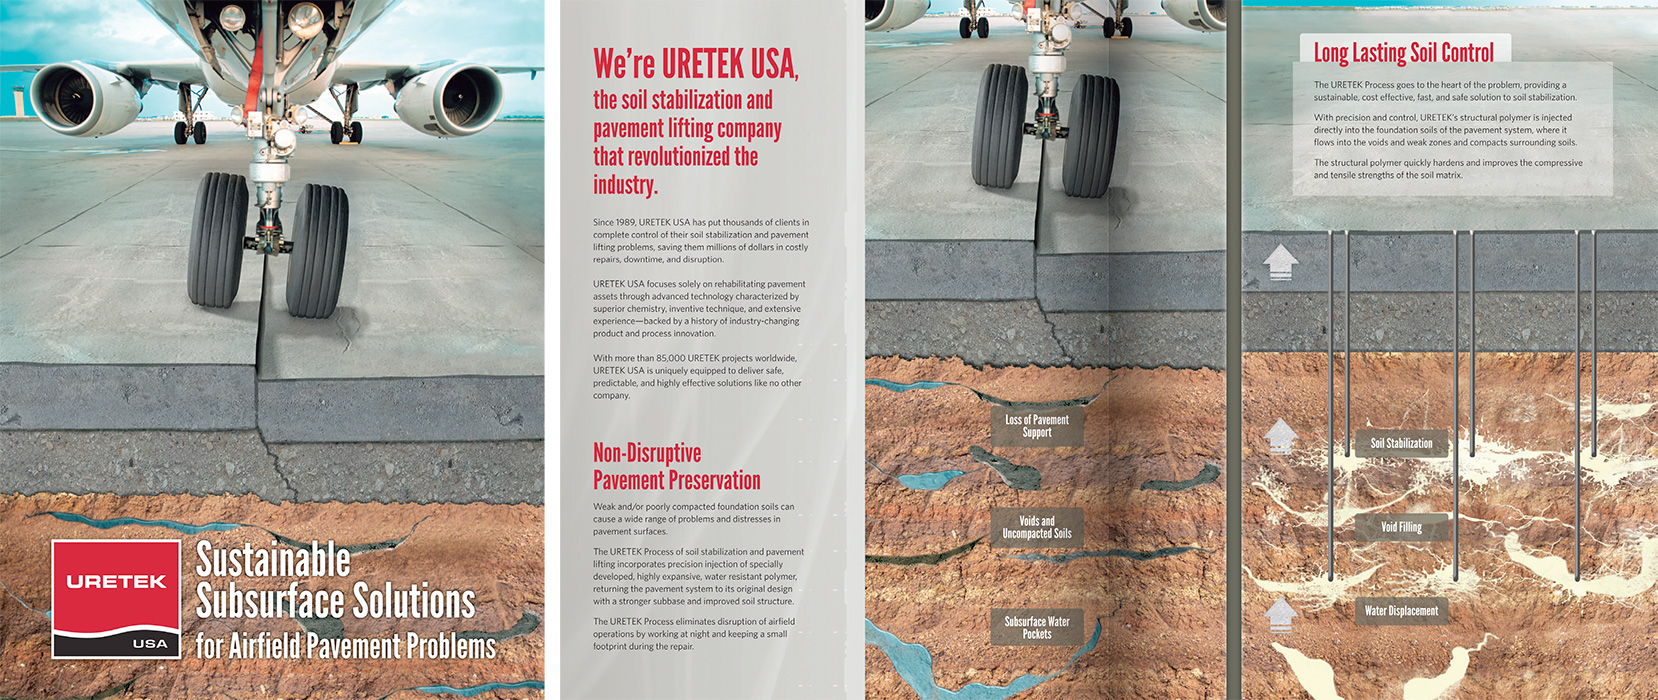 URETEK
USA
Sustainable
Subsurface Solutions
for Airfield Pavement Problems
We're URETEK USA,
the soil stabilization and
pavement lifting company
that revolutionized the
industry.
Since 1989, URETEK USA has put thousands of clients in
complete control of their soil stabilization and pavement
lifting problems, saving them millions of dollars in costly
repairs, downtime, and disruption.
URETEK USA focuses solely on rehabilitating pavement
assets through advanced technology characterized by
superior chemistry, inventive technique, and extensive
experience—backed by a history of industry-changing
product and process innovation.
With more than 85,000 URETEK projects worldwide,
URETEK USA is uniquely equipped to deliver safe,
predictable, and highly effective solutions like no other
company.
Non-Disruptive
Pavement Preservation
Weak and/or poorly compacted foundation soils can
cause a wide range of problems and distresses in
pavement surfaces.
The URETEK Process of soil stabilization and pavement
lifting incorporates precision injection of specially
developed, highly expansive, water resistant polymer,
returning the pavement system to its original design
with a stronger subbase and improved soil structure.
The URETEK Process eliminates disruption of airfield
operations by working at night and keeping a small
footprint during the repair.
Loss of Pavement
Support
Voids and
Uncompacted Soils
Subsurface Water
Pockets
Long Lasting Soil Control
The URETEK Process goes to the heart of the problem, providing a
sustainable, cost effective, fast, and safe solution to soil stabilization.
With precision and control, URETEK's structural polymer is injected
directly into the foundation soils of the pavement system, where it
flows into the voids and weak zones and compacts surrounding soils.
The structural polymer quickly hardens and improves the compressive
and tensile strengths of the soil matrix.
Soil Stabilization
Void Filling
Water Displacement